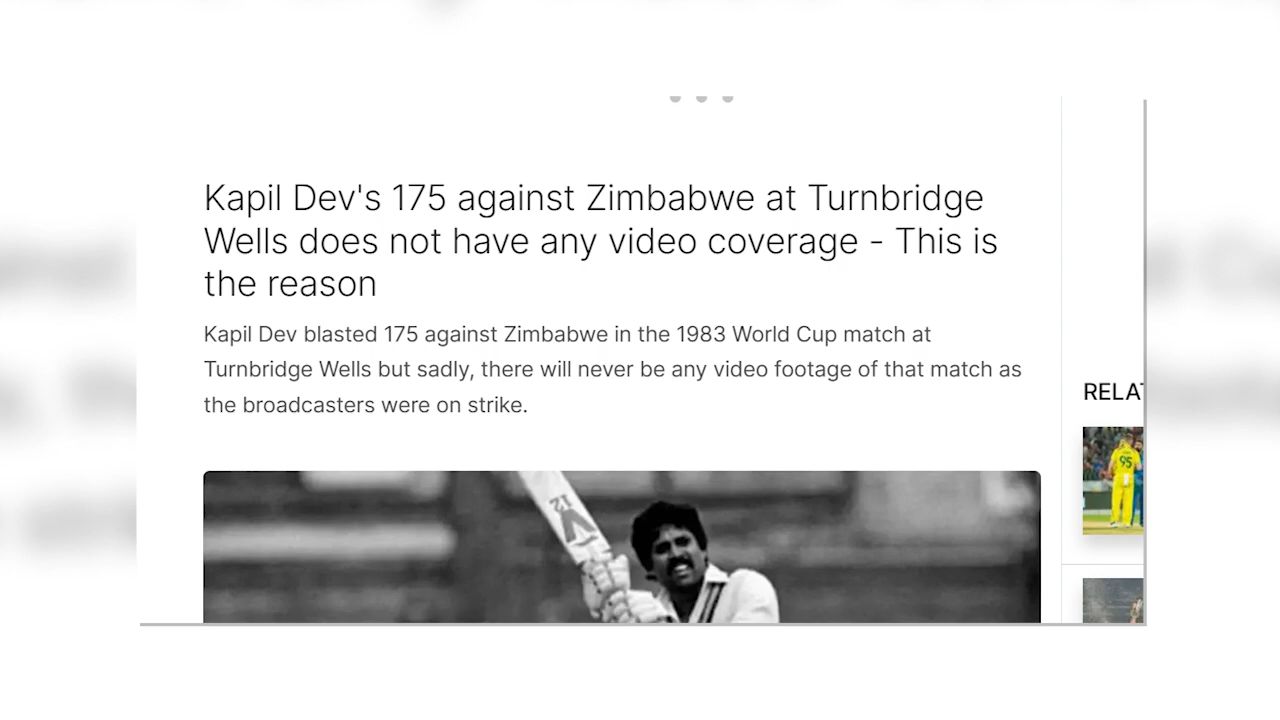 Kapil Dev's 175 against Zimbabwe at Turnbridge
Wells does not have any video coverage - This is
the reason
Kapil Dev blasted 175 against Zimbabwe in the 1983 World Cup match at
Turnbridge Wells but sadly, there will never be any video footage of that match as
the broadcasters were on strike.
RELAT
95
12